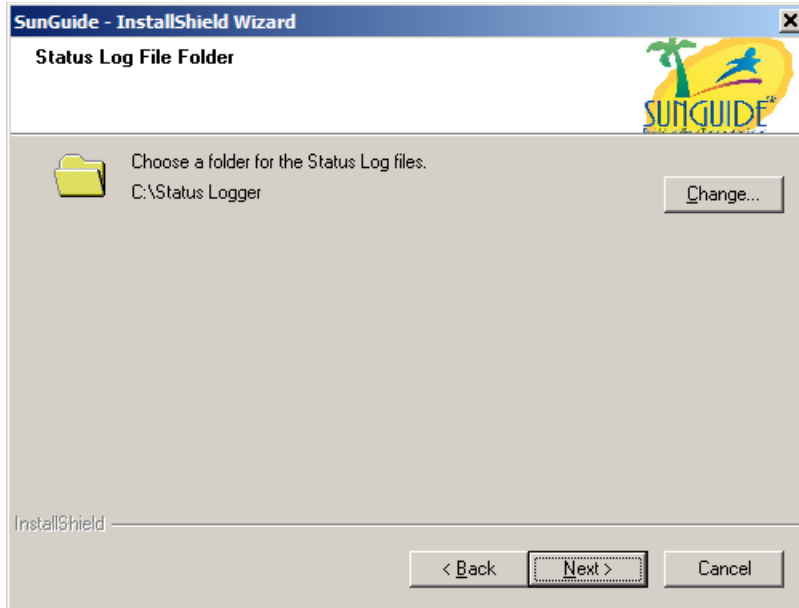 SunGuide - InstallShield Wizard
Status Log File Folder
SUNGUIDE
Choose a folder for the Status Log files.
C:\Status Logger
Change...
InstallShield
< Back
Next >
Cancel